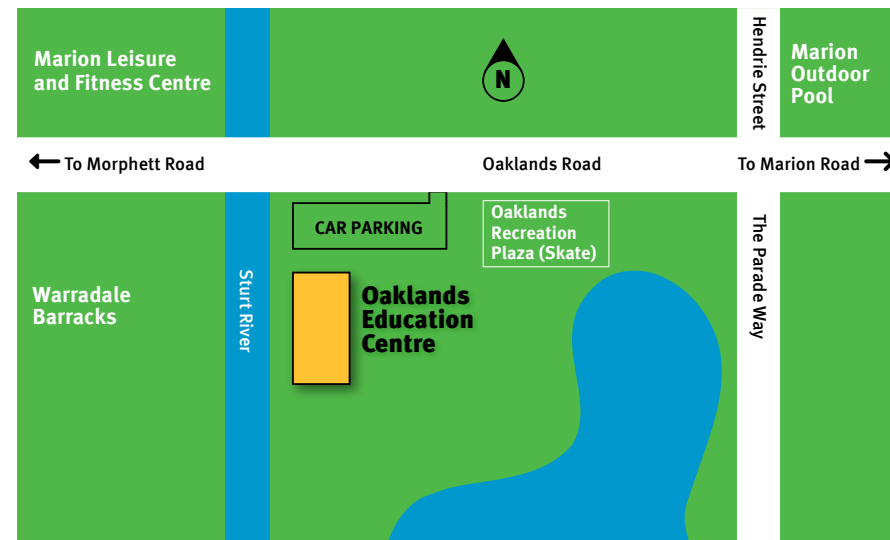 Marion Leisure
and Fitness Centre
N
Hendrie Street
Marion
Outdoor
Pool
To Morphett Road
Oaklands Road
To Marion Road
CAR PARKING
Oaklands
Recreation
Plaza (Skate)
The Parade Way
Warradale
Barracks
Sturt River
Oaklands
Education
Centre